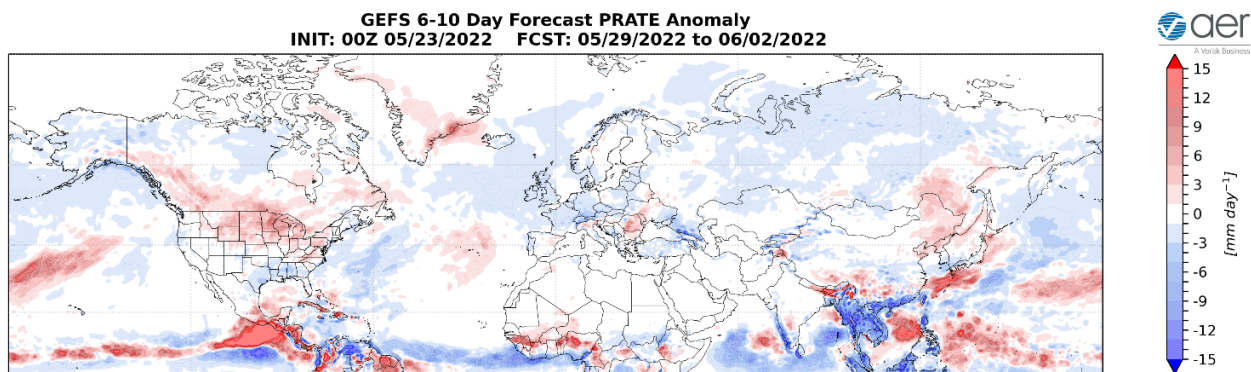 GEFS 6-10 Day Forecast PRATE Anomaly
INIT: 00Z 05/23/2022 FCST: 05/29/2022 to 06/02/2022
aer
A Verisk Business
15
12
9
6
3
0
-3
-6
-9
-12
-15
[mm day⁻¹]